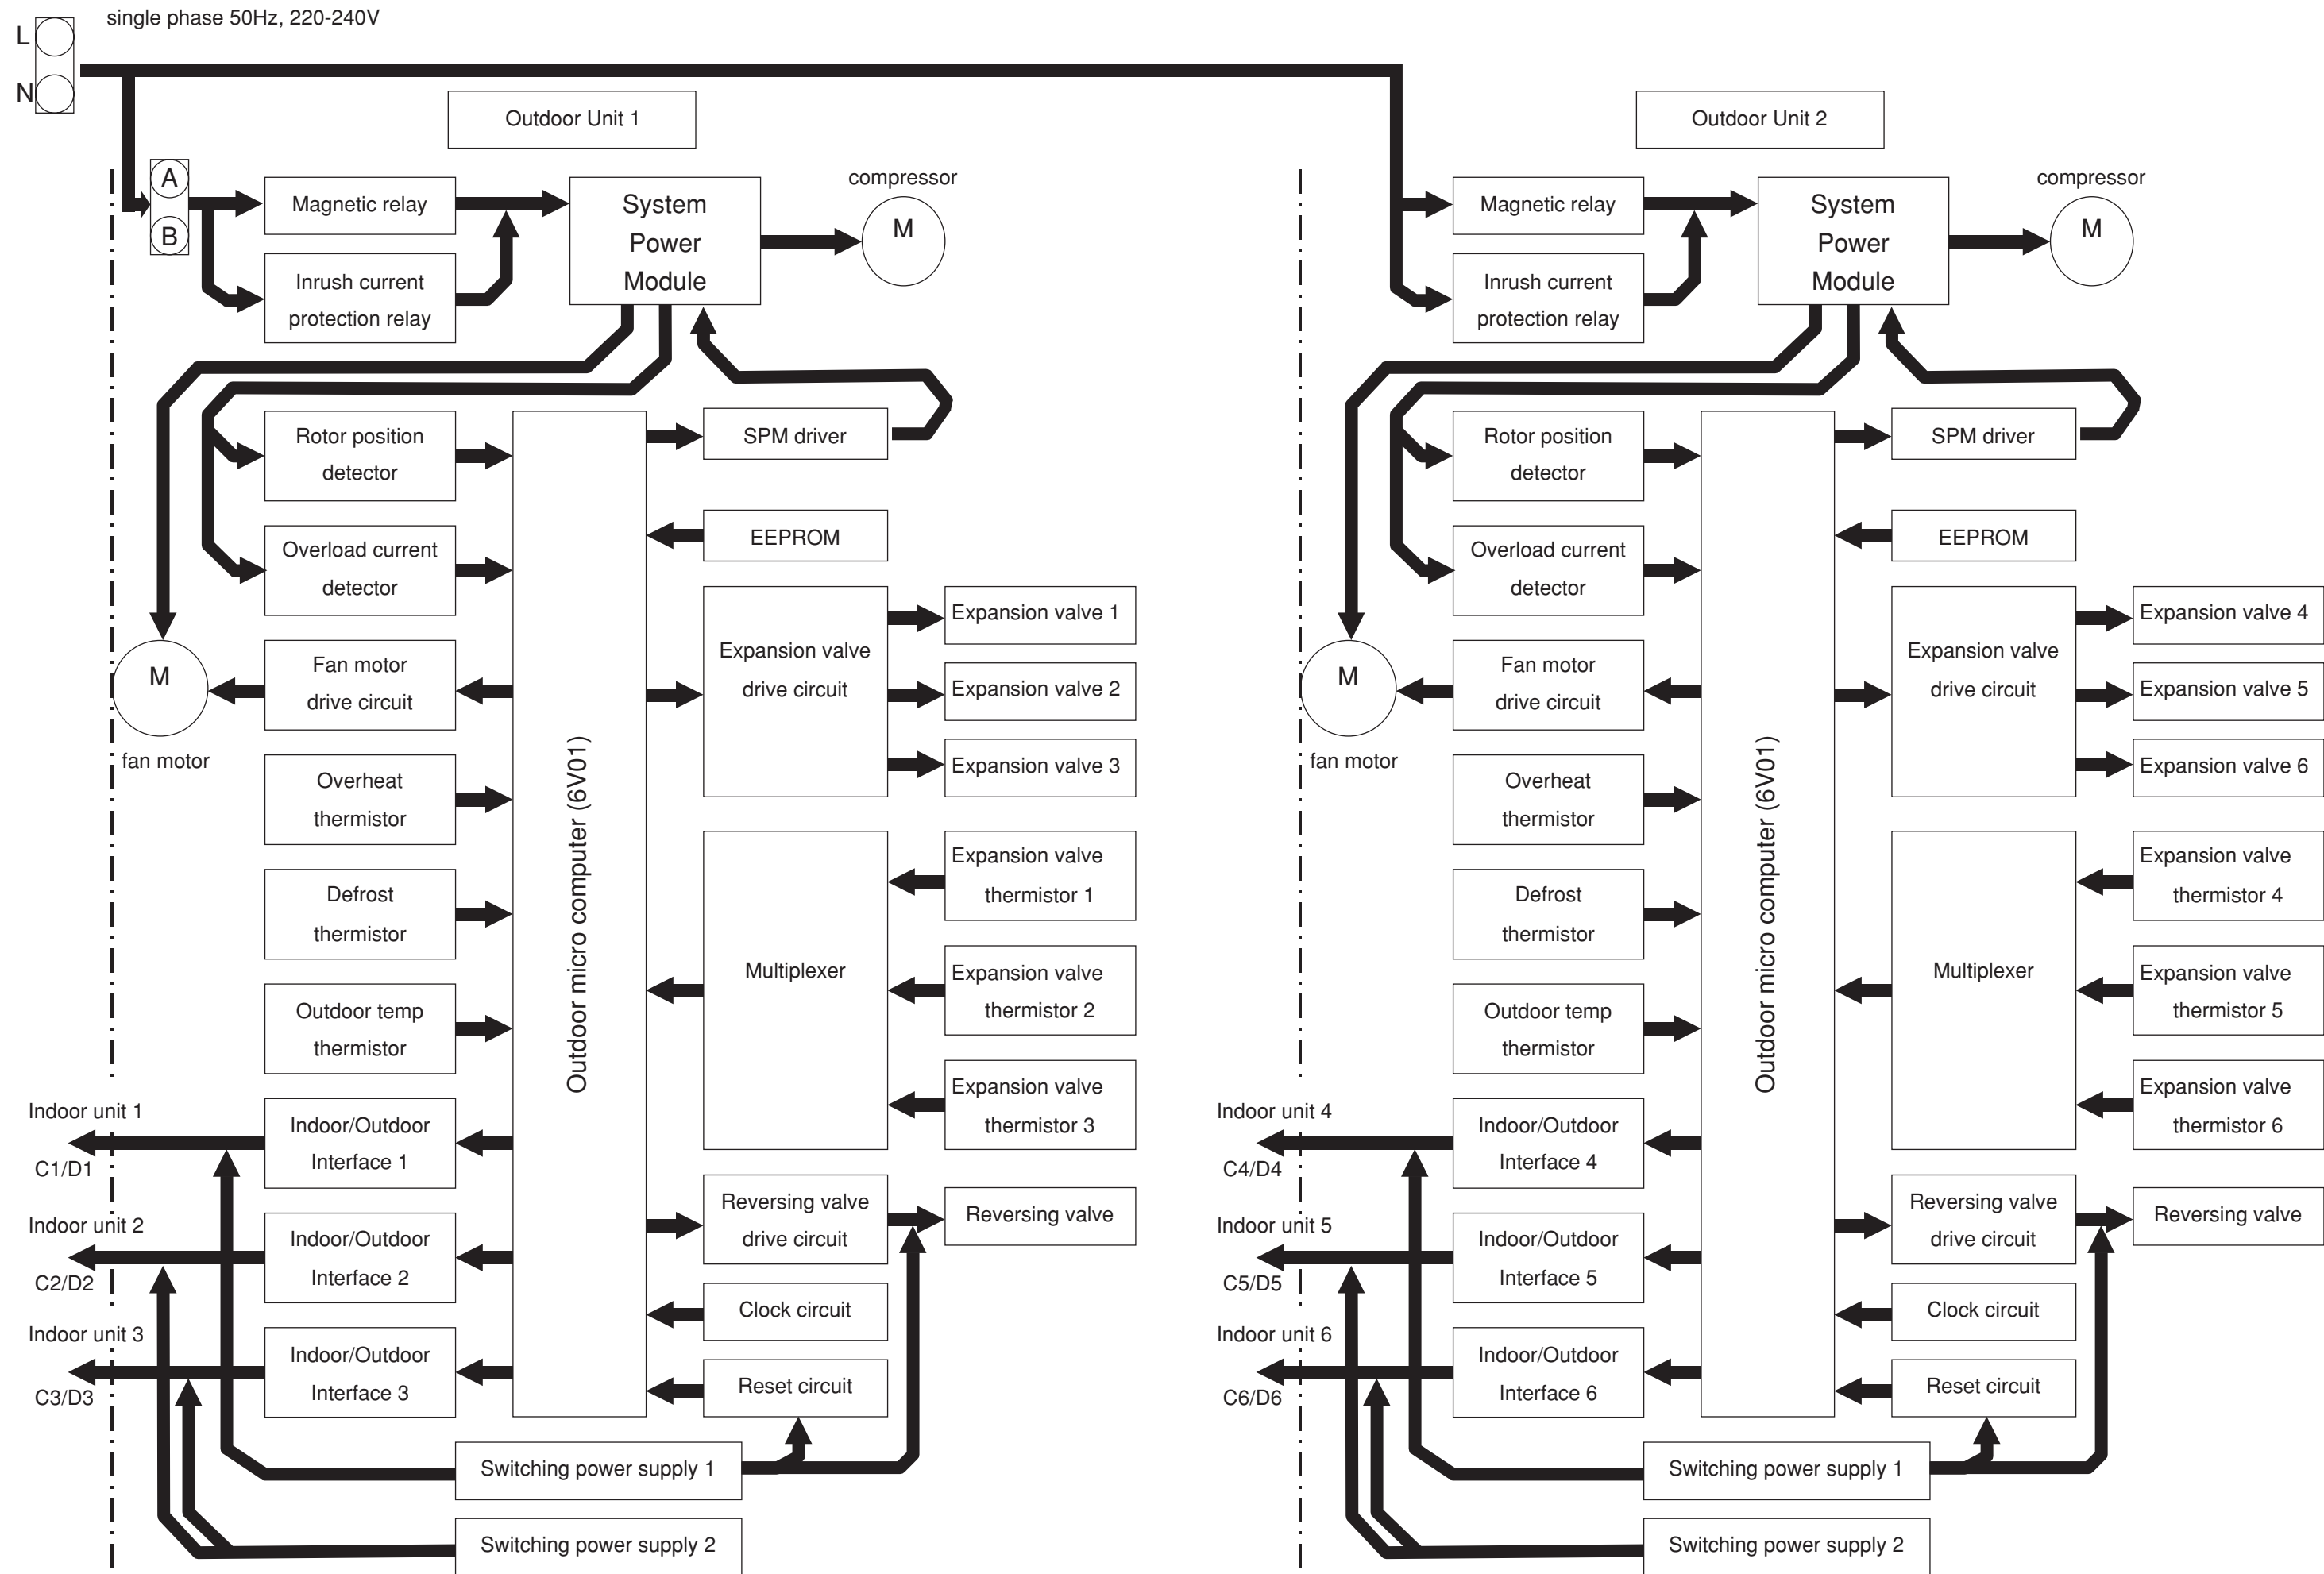 single phase 50Hz, 220-240V
L
N
Outdoor Unit 1
A
B
Magnetic relay
Inrush current
protection relay
System
Power
Module
compressor
M
Rotor position
detector
Overload current
detector
M
fan motor
Fan motor
drive circuit
Overheat
thermistor
Defrost
thermistor
Outdoor temp
thermistor
Indoor unit 1
C1/D1
Indoor/Outdoor
Interface 1
Indoor unit 2
C2/D2
Indoor/Outdoor
Interface 2
Indoor unit 3
C3/D3
Indoor/Outdoor
Interface 3
Outdoor micro computer (6V01)
SPM driver
EEPROM
Expansion valve
drive circuit
Expansion valve 1
Expansion valve 2
Expansion valve 3
Multiplexer
Expansion valve
thermistor 1
Expansion valve
thermistor 2
Expansion valve
thermistor 3
Reversing valve
drive circuit
Reversing valve
Clock circuit
Reset circuit
Switching power supply 1
Switching power supply 2
Outdoor Unit 2
Magnetic relay
Inrush current
protection relay
System
Power
Module
compressor
M
Rotor position
detector
Overload current
detector
M
fan motor
Fan motor
drive circuit
Overheat
thermistor
Defrost
thermistor
Outdoor temp
thermistor
Indoor unit 4
C4/D4
Indoor/Outdoor
Interface 4
Indoor unit 5
C5/D5
Indoor/Outdoor
Interface 5
Indoor unit 6
C6/D6
Indoor/Outdoor
Interface 6
Outdoor micro computer (6V01)
SPM driver
EEPROM
Expansion valve
drive circuit
Expansion valve 4
Expansion valve 5
Expansion valve 6
Multiplexer
Expansion valve
thermistor 4
Expansion valve
thermistor 5
Expansion valve
thermistor 6
Reversing valve
drive circuit
Reversing valve
Clock circuit
Reset circuit
Switching power supply 1
Switching power supply 2